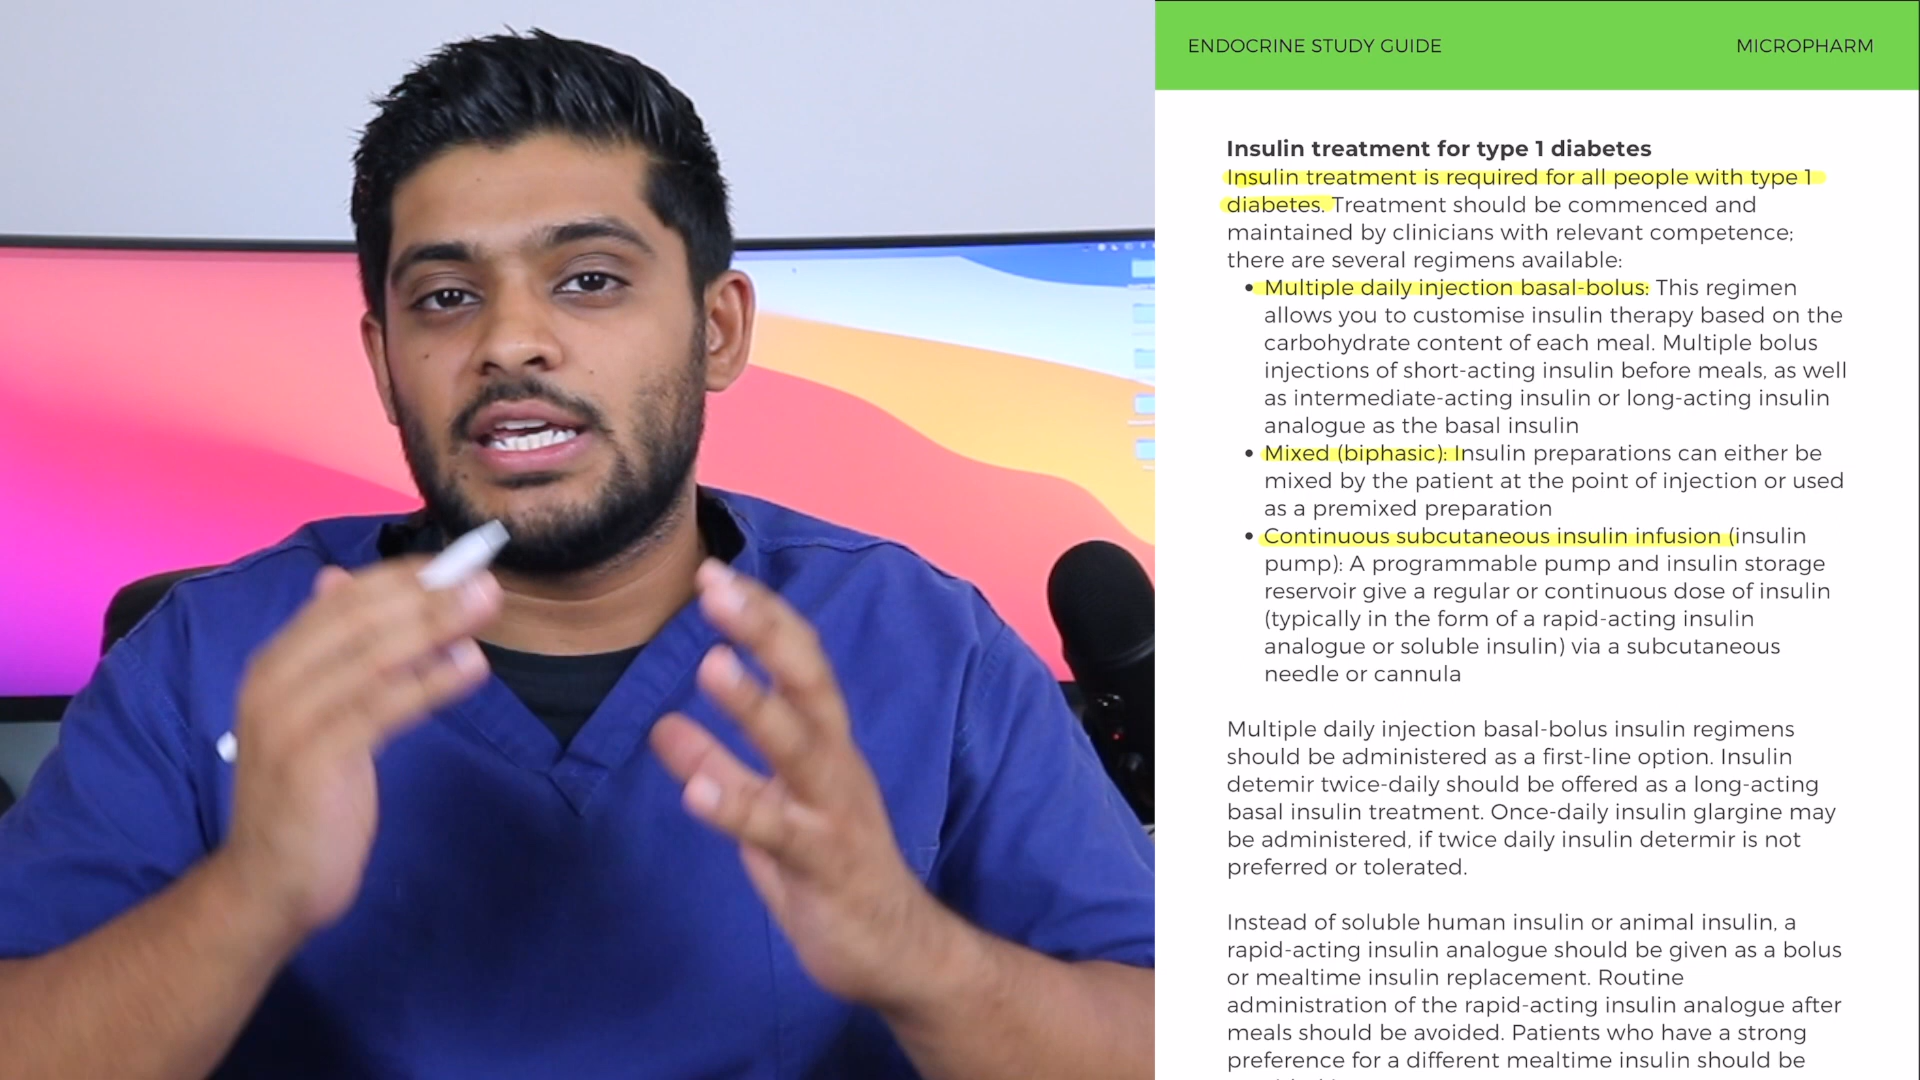 ENDOCRINE STUDY GUIDE
MICROPHARM
Insulin treatment for type 1 diabetes
Insulin treatment is required for all people with type 1
diabetes. Treatment should be commenced and
maintained by clinicians with relevant competence;
there are several regimens available:
• Multiple daily injection basal-bolus: This regimen
allows you to customise insulin therapy based on the
carbohydrate content of each meal. Multiple bolus
injections of short-acting insulin before meals, as well
as intermediate-acting insulin or long-acting insulin
analogue as the basal insulin
• Mixed (biphasic): Insulin preparations can either be
mixed by the patient at the point of injection or used
as a premixed preparation
• Continuous subcutaneous insulin infusion (insulin
pump): A programmable pump and insulin storage
reservoir give a regular or continuous dose of insulin
(typically in the form of a rapid-acting insulin
analogue or soluble insulin) via a subcutaneous
needle or cannula
Multiple daily injection basal-bolus insulin regimens
should be administered as a first-line option. Insulin
detemir twice-daily should be offered as a long-acting
basal insulin treatment. Once-daily insulin glargine may
be administered, if twice daily insulin determir is not
preferred or tolerated.
Instead of soluble human insulin or animal insulin, a
rapid-acting insulin analogue should be given as a bolus
or mealtime insulin replacement. Routine
administration of the rapid-acting insulin analogue after
meals should be avoided. Patients who have a strong
preference for a different mealtime insulin should be